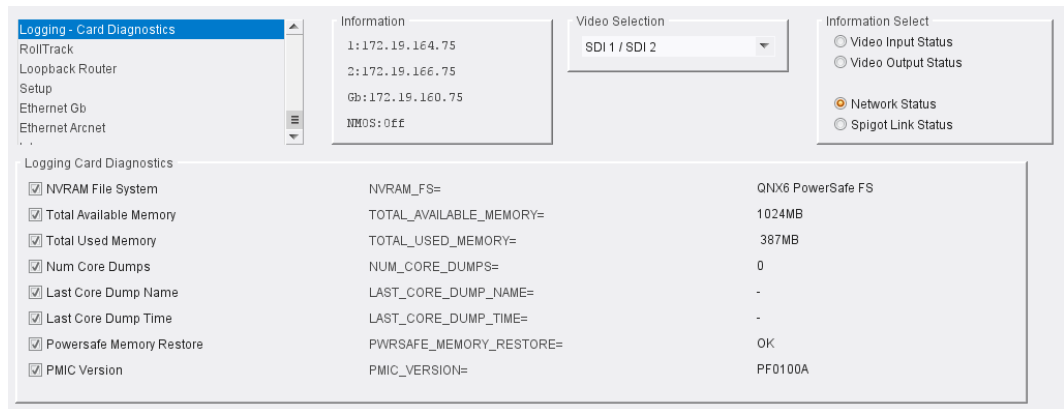 Logging - Card Diagnostics
RollTrack
Loopback Router
Setup
Ethernet Gb
Ethernet Arcnet
Information
1:172.19.164.75
2:172.19.166.75
Gb:172.19.160.75
NMOS:Off
Video Selection
SDI 1 / SDI 2
Information Select
Video Input Status
Video Output Status
Network Status
Spigot Link Status
Logging Card Diagnostics
NVRAM File System NVRAM_FS= QNX6 PowerSafe FS
Total Available Memory TOTAL_AVAILABLE_MEMORY= 1024MB
Total Used Memory TOTAL_USED_MEMORY= 387MB
Num Core Dumps NUM_CORE_DUMPS= 0
Last Core Dump Name LAST_CORE_DUMP_NAME= -
Last Core Dump Time LAST_CORE_DUMP_TIME= -
Powersafe Memory Restore PWRSAFE_MEMORY_RESTORE= OK
PMIC Version PMIC_VERSION= PF0100A